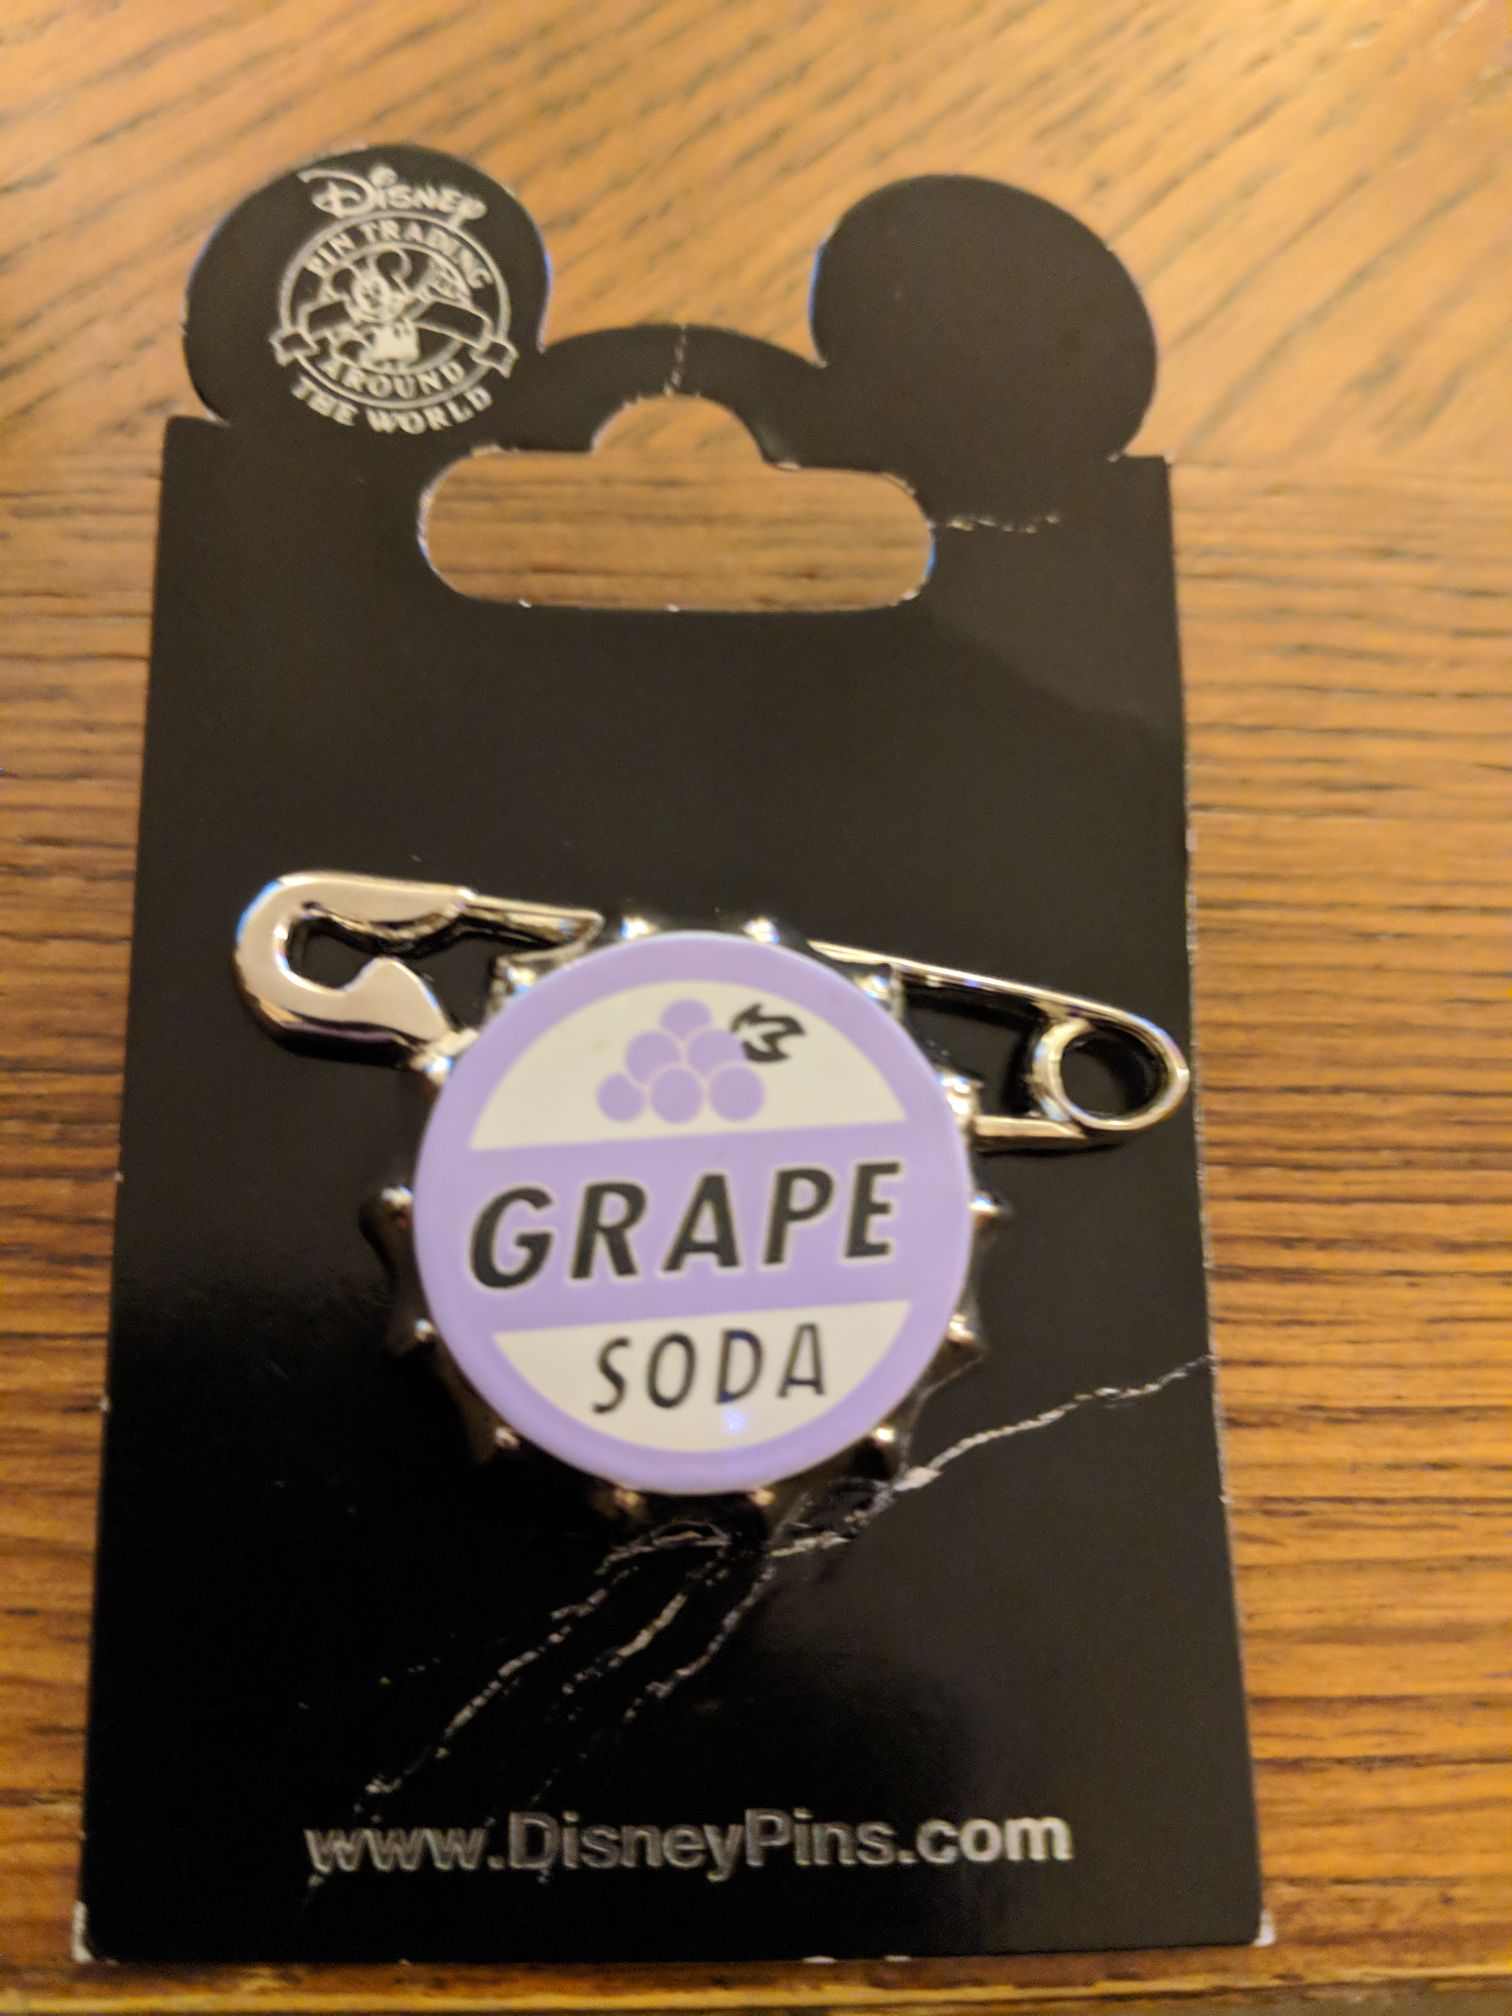 DISNEY
PIN TRADING
AROUND
THE WORLD
GRAPE
SODA
www.DisneyPins.com